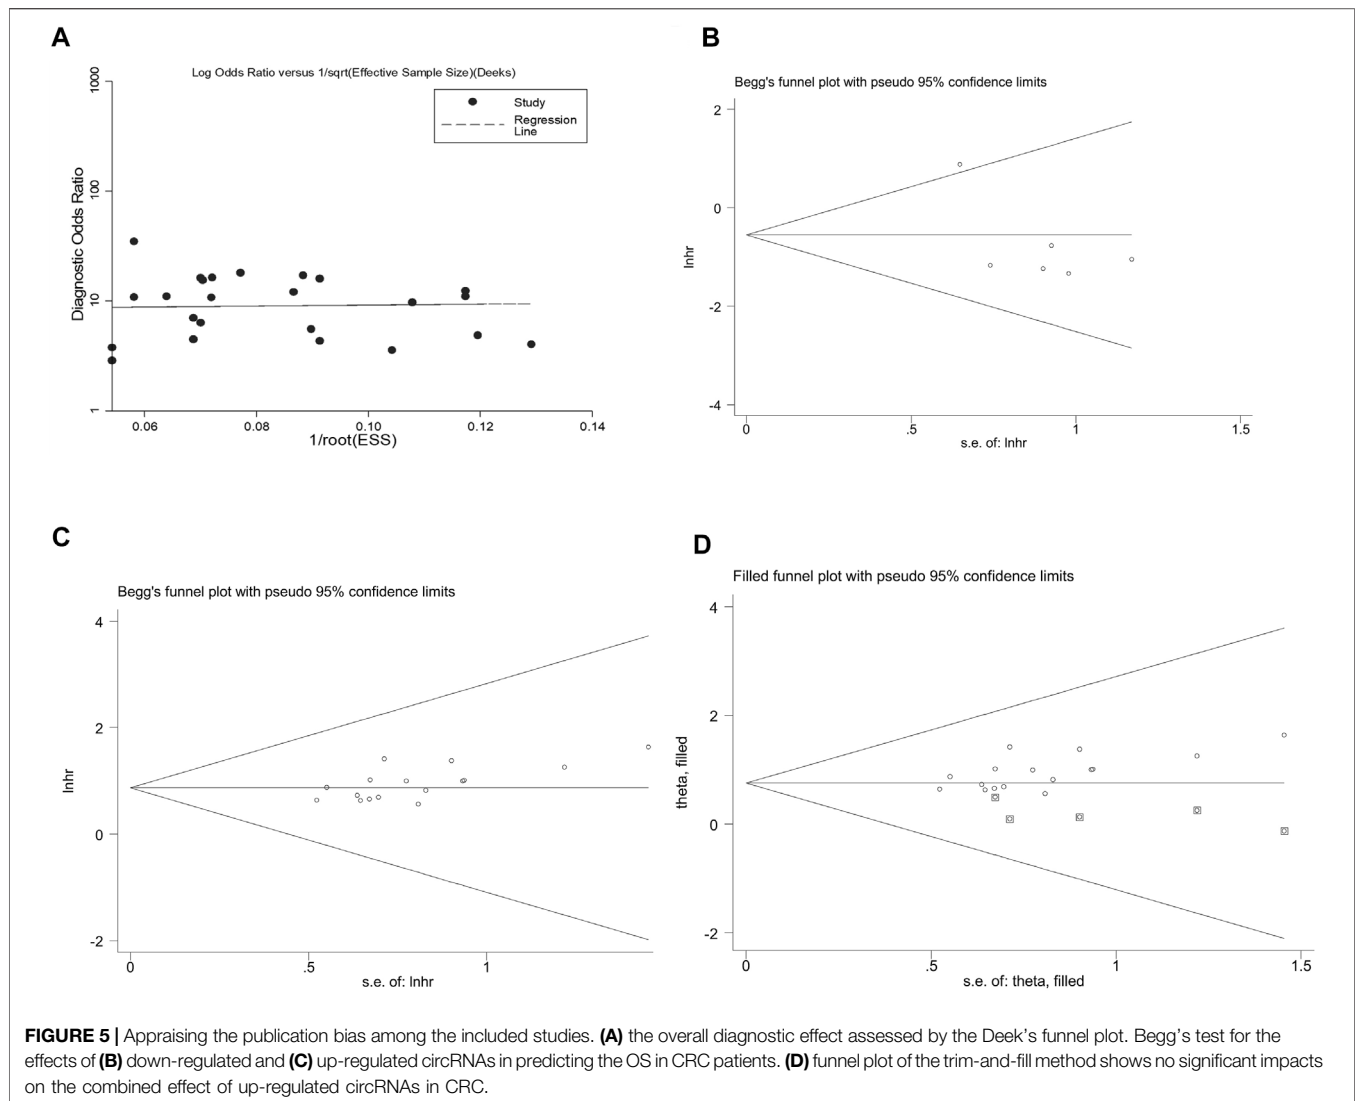 A
Log Odds Ratio versus 1/sqrt(Effective Sample Size)(Deeks)
Study
Regression
Line
Diagnostic Odds Ratio
1000
100
10
1
0.06 0.08 0.10 0.12 0.14
1/root(ESS)
B
Begg's funnel plot with pseudo 95% confidence limits
lnhr
2
0
-2
-4
0 .5 1 1.5
s.e. of: lnhr
C
Begg's funnel plot with pseudo 95% confidence limits
lnhr
4
2
0
-2
0 .5 1
s.e. of: lnhr
D
Filled funnel plot with pseudo 95% confidence limits
theta, filled
4
2
0
-2
0 .5 1 1.5
s.e. of: theta, filled
FIGURE 5 | Appraising the publication bias among the included studies. (A) the overall diagnostic effect assessed by the Deek's funnel plot. Begg's test for the
effects of (B) down-regulated and (C) up-regulated circRNAs in predicting the OS in CRC patients. (D) funnel plot of the trim-and-fill method shows no significant impacts
on the combined effect of up-regulated circRNAs in CRC.